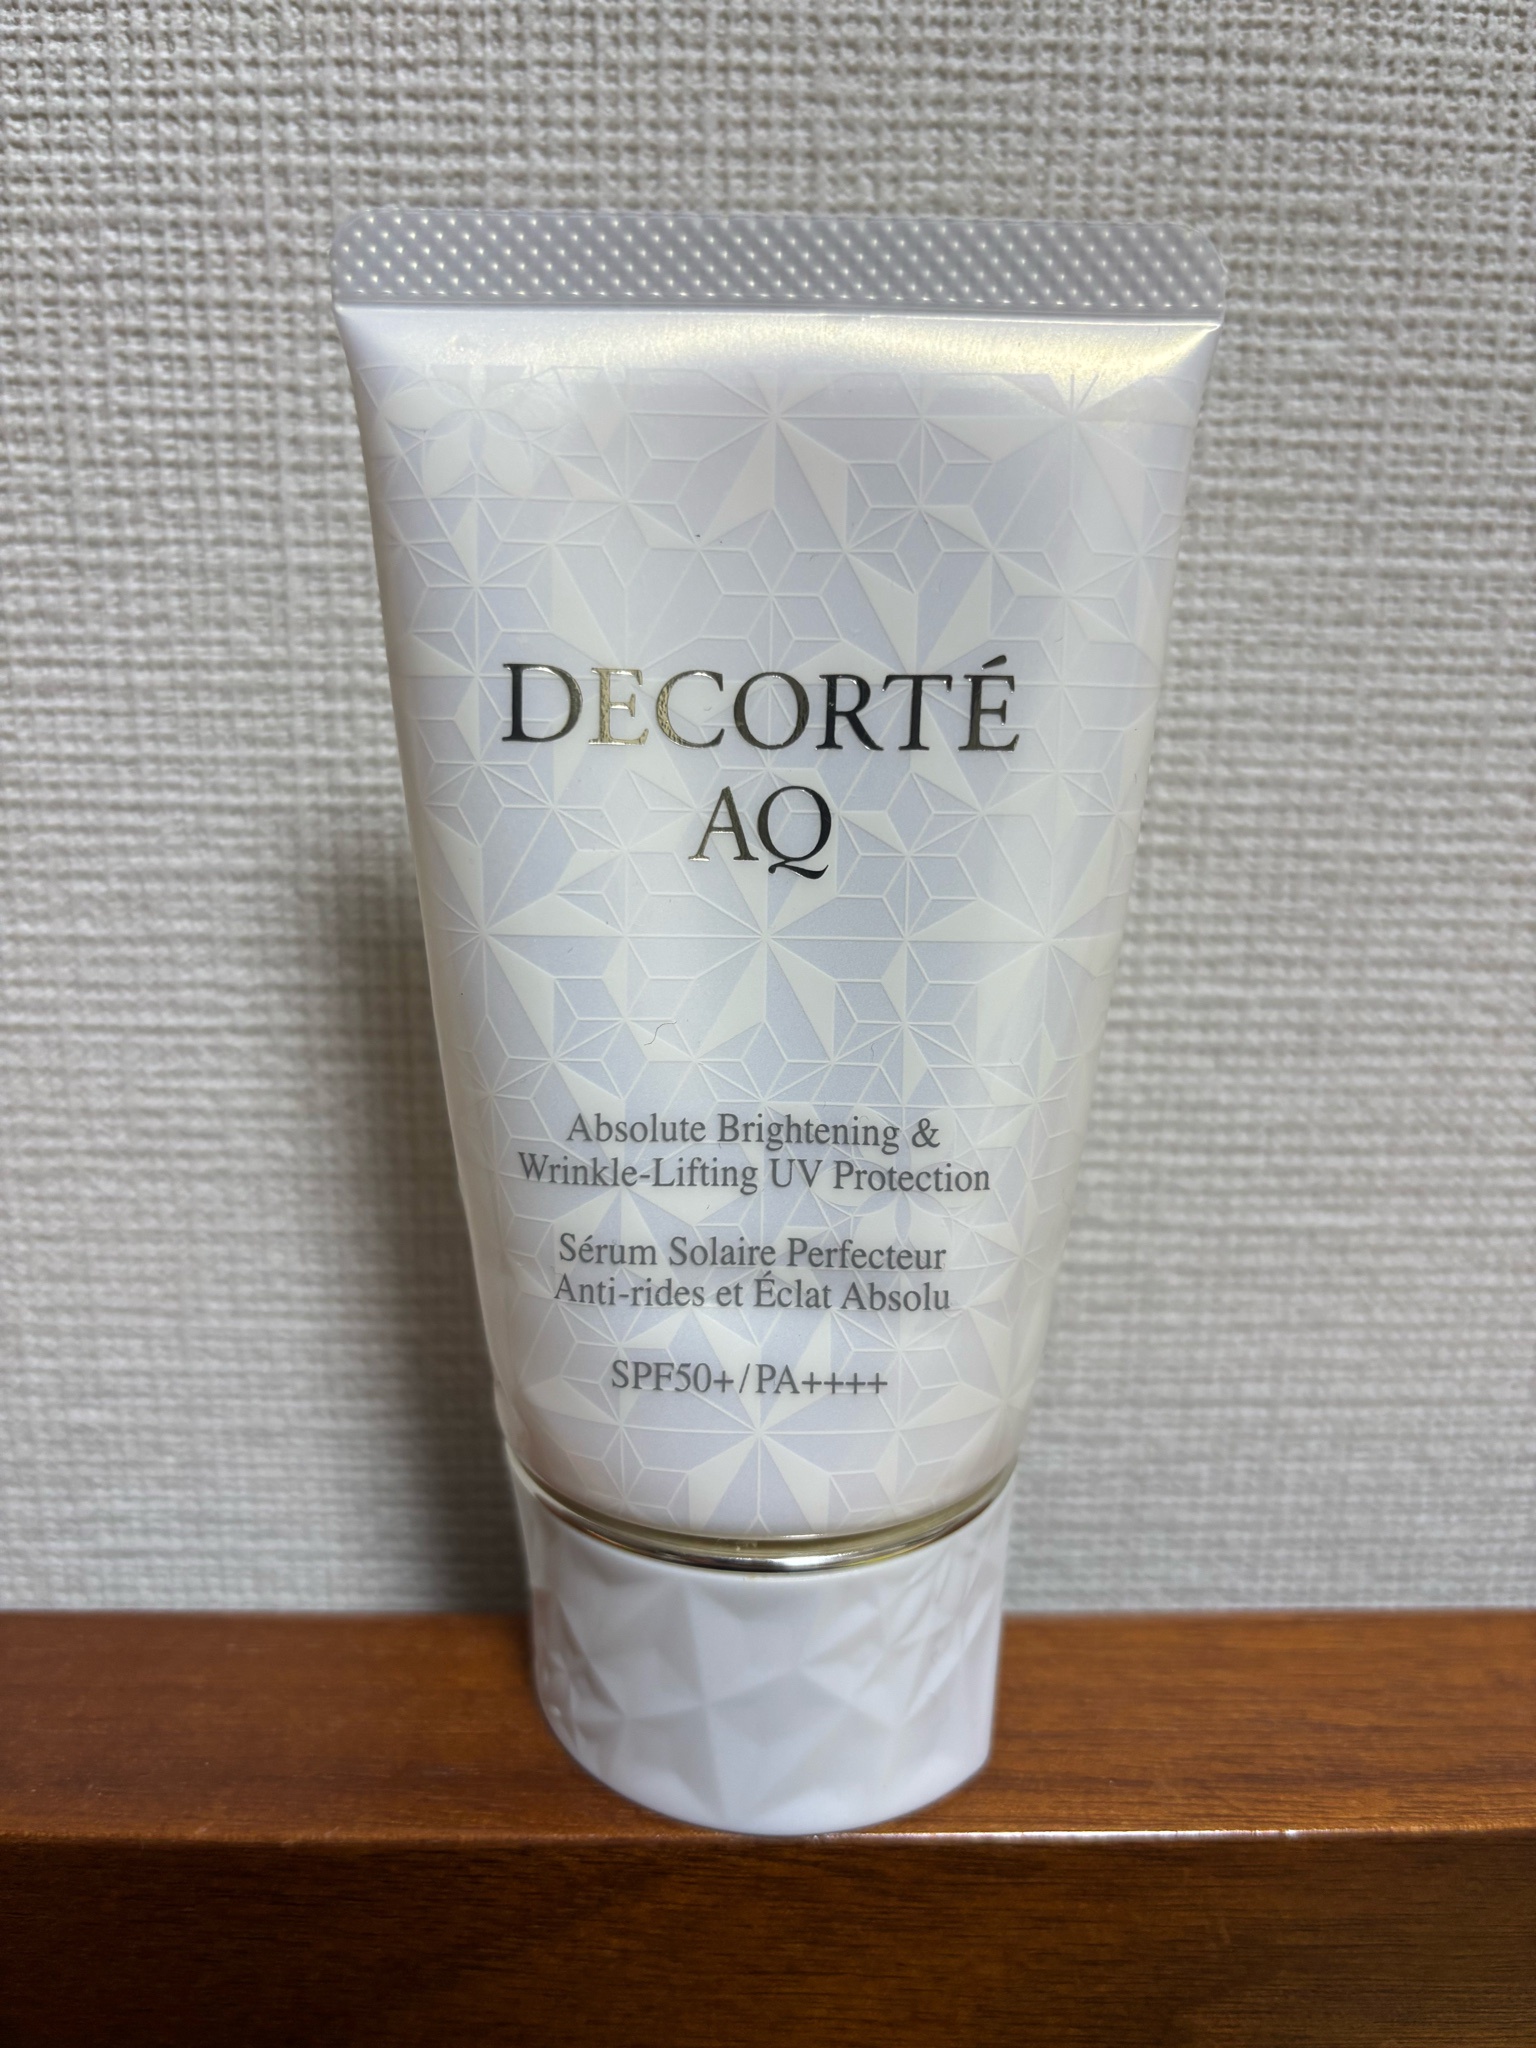 DECORTÉ
AQ
Absolute Brightening &
Wrinkle-Lifting UV Protection
Sérum Solaire Perfecteur
Anti-rides et Éclat Absolu
SPF50+/PA++++